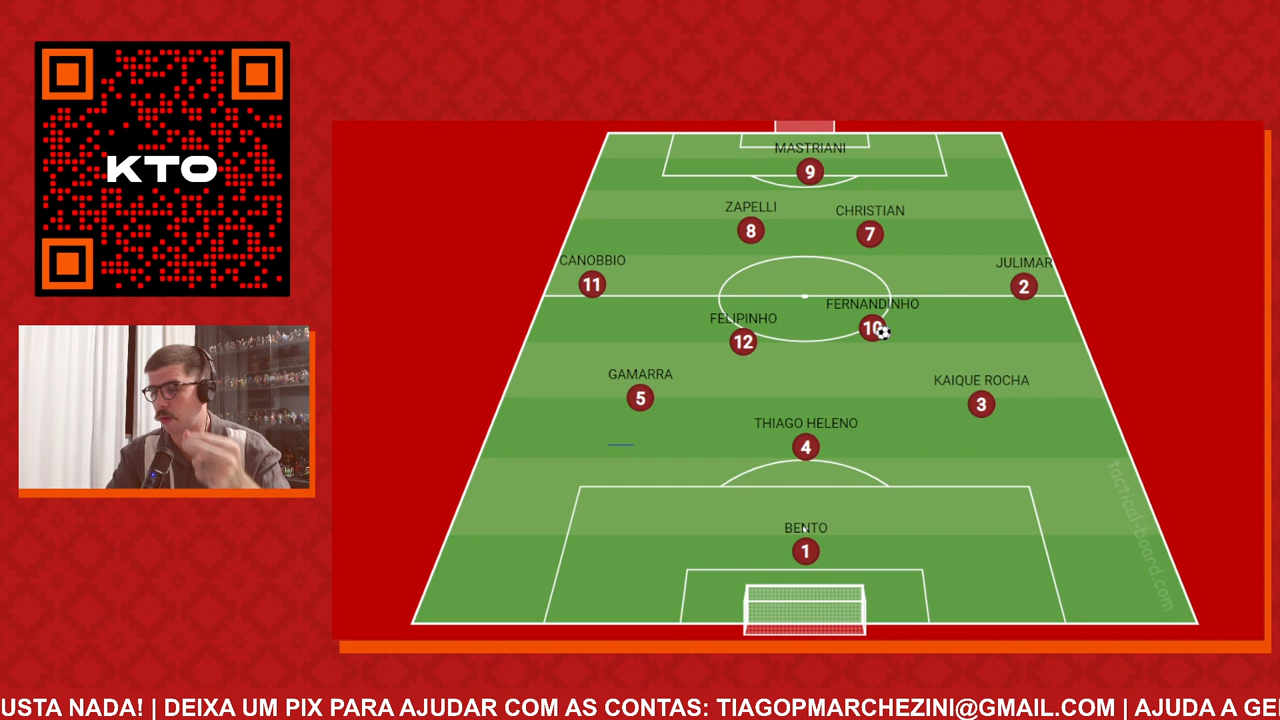 KTO
MASTRIANI
9
ZAPELLI
8
CHRISTIAN
7
CANOBBIO
11
JULIMAR
2
FELIPINHO
12
FERNANDINHO
10
GAMARRA
5
KAIQUE ROCHA
3
THIAGO HELENO
4
BENTO
1
tactical-board.com
USTA NADA! | DEIXA UM PIX PARA AJUDAR COM AS CONTAS: TIAGOPMARCHEZINI@GMAIL.COM | AJUDA A GE